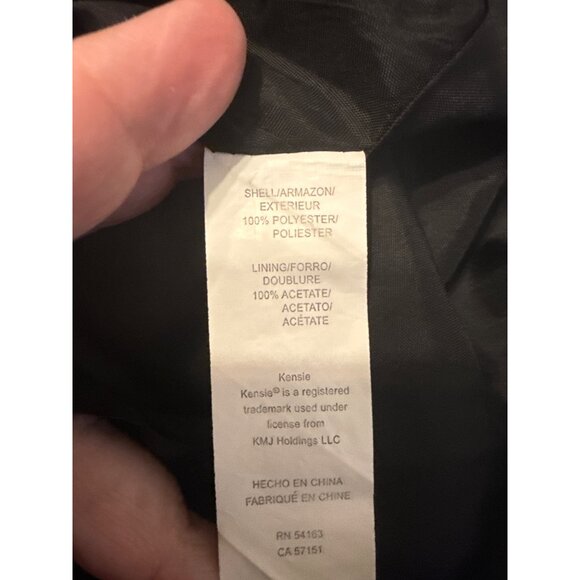 SHELL/ARMAZON/
EXTERIEUR
100% POLYESTER/
POLIESTER
LINING/FORRO/
DOUBLURE
100% ACETATE/
ACETATO/
ACÉTATE
Kensie
Kensie® is a registered
trademark used under
license from
KMJ Holdings LLC
HECHO EN CHINA
FABRIQUÉ EN CHINE
RN 54163
CA 57151